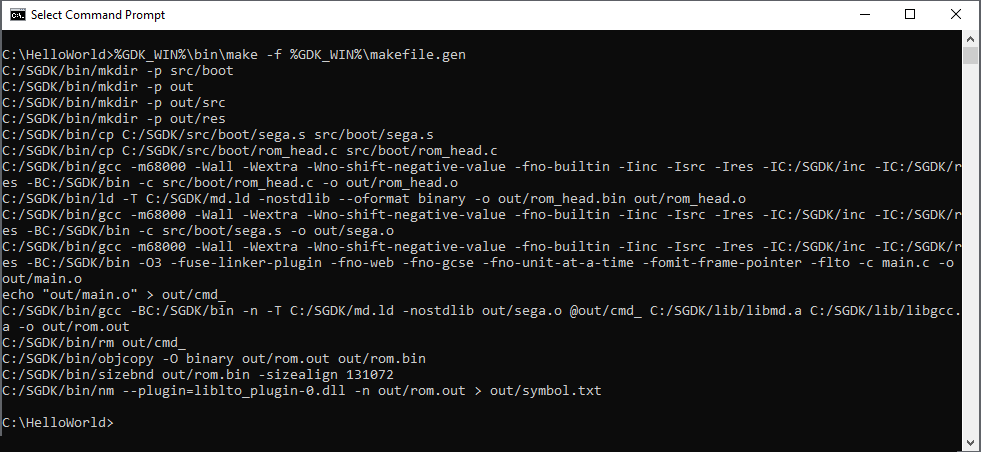 Select Command Prompt
C:\HelloWorld>%GDK_WIN%\bin\make -f %GDK_WIN%\makefile.gen
C:/SGDK/bin/mkdir -p src/boot
C:/SGDK/bin/mkdir -p out
C:/SGDK/bin/mkdir -p out/src
C:/SGDK/bin/mkdir -p out/res
C:/SGDK/bin/cp C:/SGDK/src/boot/sega.s src/boot/sega.s
C:/SGDK/bin/cp C:/SGDK/src/boot/rom_head.c src/boot/rom_head.c
C:/SGDK/bin/gcc -m68000 -Wall -Wextra -Wno-shift-negative-value -fno-builtin -Iinc -Isrc -Ires -IC:/SGDK/inc -IC:/SGDK/r
es -BC:/SGDK/bin -c src/boot/rom_head.c -o out/rom_head.o
C:/SGDK/bin/ld -T C:/SGDK/md.ld -nostdlib --oformat binary -o out/rom_head.bin out/rom_head.o
C:/SGDK/bin/gcc -m68000 -Wall -Wextra -Wno-shift-negative-value -fno-builtin -Iinc -Isrc -Ires -IC:/SGDK/inc -IC:/SGDK/r
es -BC:/SGDK/bin -c src/boot/sega.s -o out/sega.o
C:/SGDK/bin/gcc -m68000 -Wall -Wextra -Wno-shift-negative-value -fno-builtin -Iinc -Isrc -Ires -IC:/SGDK/inc -IC:/SGDK/r
es -BC:/SGDK/bin -O3 -fuse-linker-plugin -fno-web -fno-gcse -fno-unit-at-a-time -fomit-frame-pointer -flto -c main.c -o
out/main.o
echo "out/main.o" > out/cmd_
C:/SGDK/bin/gcc -BC:/SGDK/bin -n -T C:/SGDK/md.ld -nostdlib out/sega.o @out/cmd_ C:/SGDK/lib/libmd.a C:/SGDK/lib/libgcc.
a -o out/rom.out
C:/SGDK/bin/rm out/cmd_
C:/SGDK/bin/objcopy -O binary out/rom.out out/rom.bin
C:/SGDK/bin/sizebnd out/rom.bin -sizealign 131072
C:/SGDK/bin/nm --plugin=liblto_plugin-0.dll -n out/rom.out > out/symbol.txt
C:\HelloWorld>